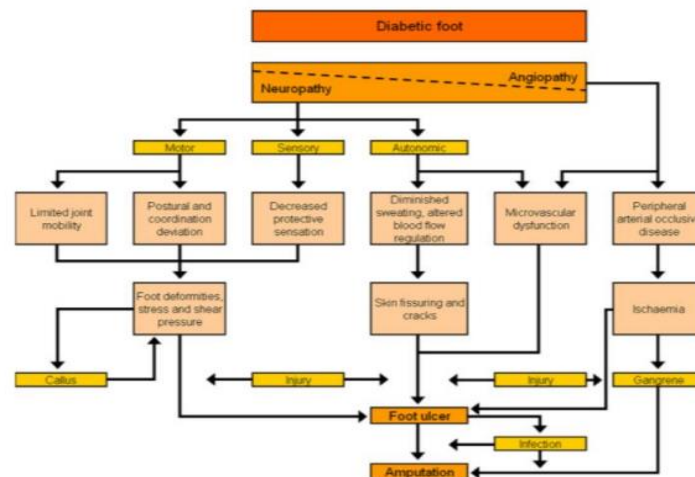 Diabetic foot
Angiopathy
Neuropathy
Motor
Sensory
Autonomic
Limited joint
mobility
Postural and
coordination
deviation
Decreased
protective
sensation
Diminished
sweating, altered
blood flow
regulation
Microvascular
dysfunction
Peripheral
arterial occlusive
disease
Foot deformities,
stress and shear
pressure
Skin fissuring and
cracks
Ischaemia
Callus
Injury
Injury
Gangrene
Foot ulcer
Infection
Amputation